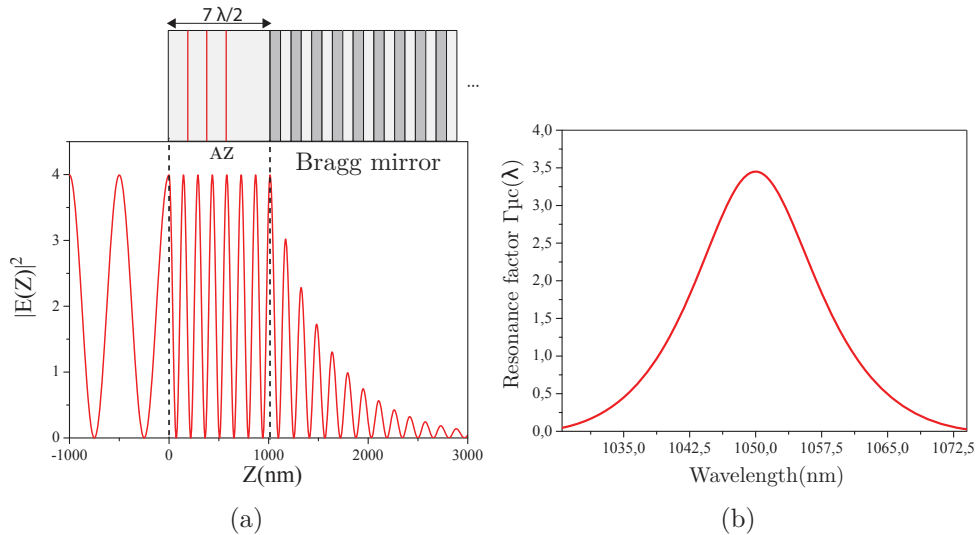 7 λ/2
...
AZ
Bragg mirror
|E(Z)|²
4
3
2
1
0
-1000
0
1000
2000
3000
Z(nm)
(a)
Resonance factor Γμc(λ)
4,0
3,5
3,0
2,5
2,0
1,5
1,0
0,5
0,0
1035,0
1042,5
1050,0
1057,5
1065,0
1072,5
Wavelength(nm)
(b)